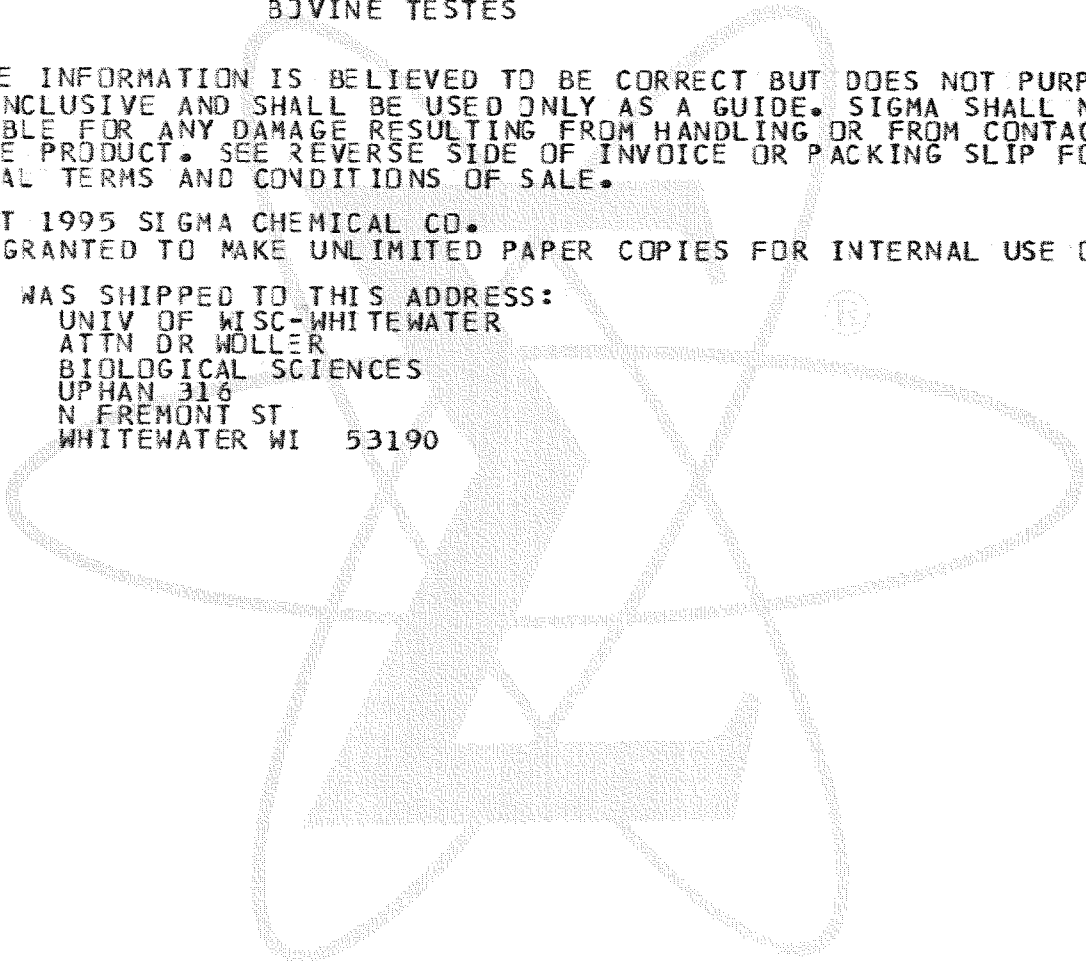 BOVINE TESTES
E INFORMATION IS BELIEVED TO BE CORRECT BUT DOES NOT PURP
NCLUSIVE AND SHALL BE USED ONLY AS A GUIDE. SIGMA SHALL N
BLE FOR ANY DAMAGE RESULTING FROM HANDLING OR FROM CONTAC
E PRODUCT. SEE REVERSE SIDE OF INVOICE OR PACKING SLIP FO
AL TERMS AND CONDITIONS OF SALE.
T 1995 SIGMA CHEMICAL CO.
GRANTED TO MAKE UNLIMITED PAPER COPIES FOR INTERNAL USE O
WAS SHIPPED TO THIS ADDRESS:
UNIV OF WISC-WHITEWATER
ATTN DR WOLLER
BIOLOGICAL SCIENCES
UPHAN 316
N FREMONT ST
WHITEWATER WI 53190
®